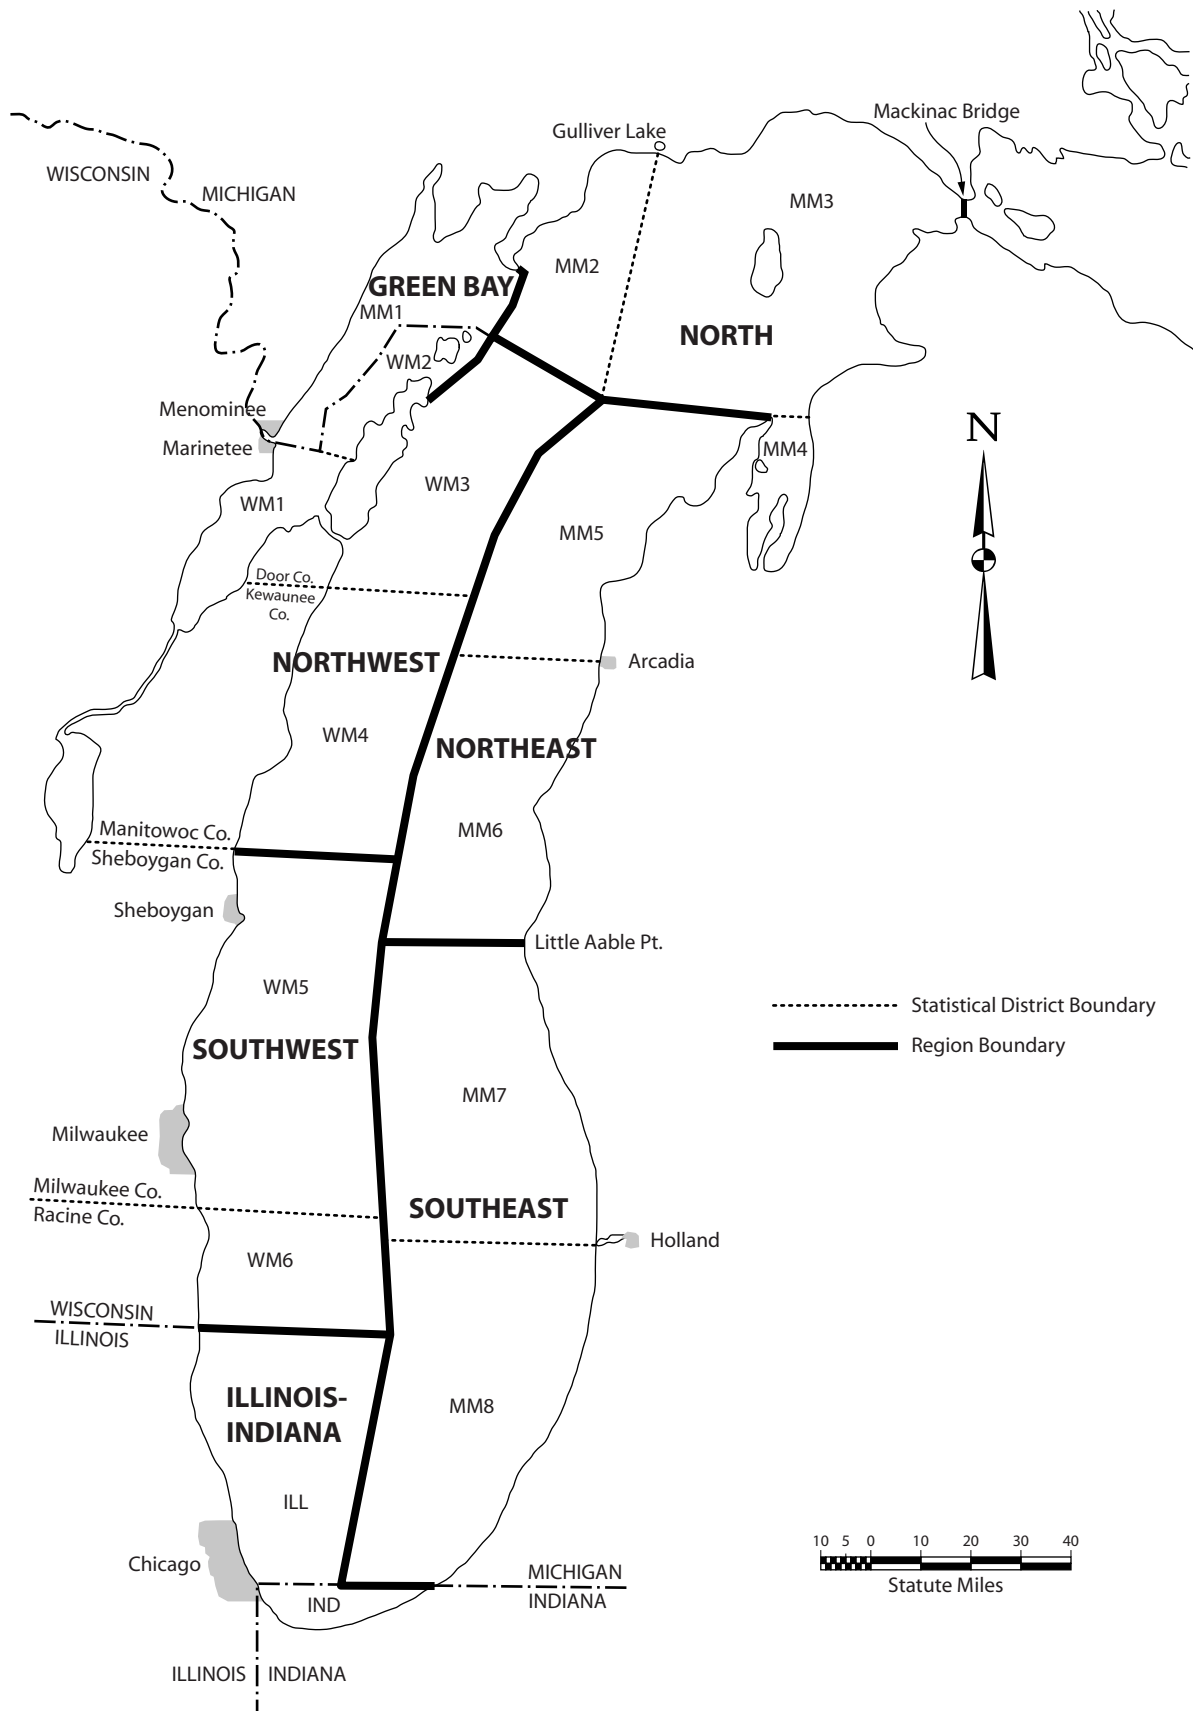 Mackinac Bridge
Gulliver Lake
WISCONSIN
MICHIGAN
MM3
MM2
GREEN BAY
MM1
NORTH
WM2
Menominee
Marinetee
N
MM4
WM3
WM1
MM5
Door Co.
Kewaunee
Co.
NORTHWEST
Arcadia
WM4
NORTHEAST
MM6
Manitowoc Co.
Sheboygan Co.
Sheboygan
Little Aable Pt.
WM5
Statistical District Boundary
SOUTHWEST
Region Boundary
MM7
Milwaukee
Milwaukee Co.
Racine Co.
SOUTHEAST
Holland
WM6
WISCONSIN
ILLINOIS
ILLINOIS-
INDIANA
MM8
ILL
10 5 0 10 20 30 40
Statute Miles
Chicago
MICHIGAN
INDIANA
IND
ILLINOIS INDIANA